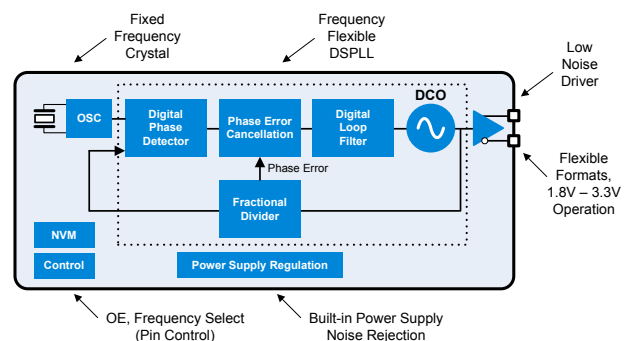 Fixed
Frequency
Crystal
Frequency
Flexible
DSPLL
Low
Noise
Driver
OSC
Digital
Phase
Detector
Phase Error
Cancellation
Digital
Loop
Filter
DCO
Phase Error
Fractional
Divider
Flexible
Formats,
1.8V – 3.3V
Operation
NVM
Control
Power Supply Regulation
OE, Frequency Select
(Pin Control)
Built-in Power Supply
Noise Rejection